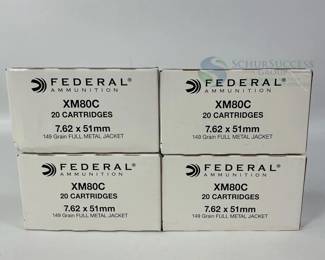 SCHURSUCCESS
GROUP
FEDERAL®
AMMUNITION
XM80C
20 CARTRIDGES
7.62 x 51mm
149 Grain FULL METAL JACKET
FEDERAL®
AMMUNITION
XM80C
20 CARTRIDGES
7.62 x 51mm
149 Grain FULL METAL JACKET
FEDERAL®
AMMUNITION
XM80C
20 CARTRIDGES
7.62 x 51mm
149 Grain FULL METAL JACKET
FEDERAL®
AMMUNITION
XM80C
20 CARTRIDGES
7.62 x 51mm
149 Grain FULL METAL JACKET